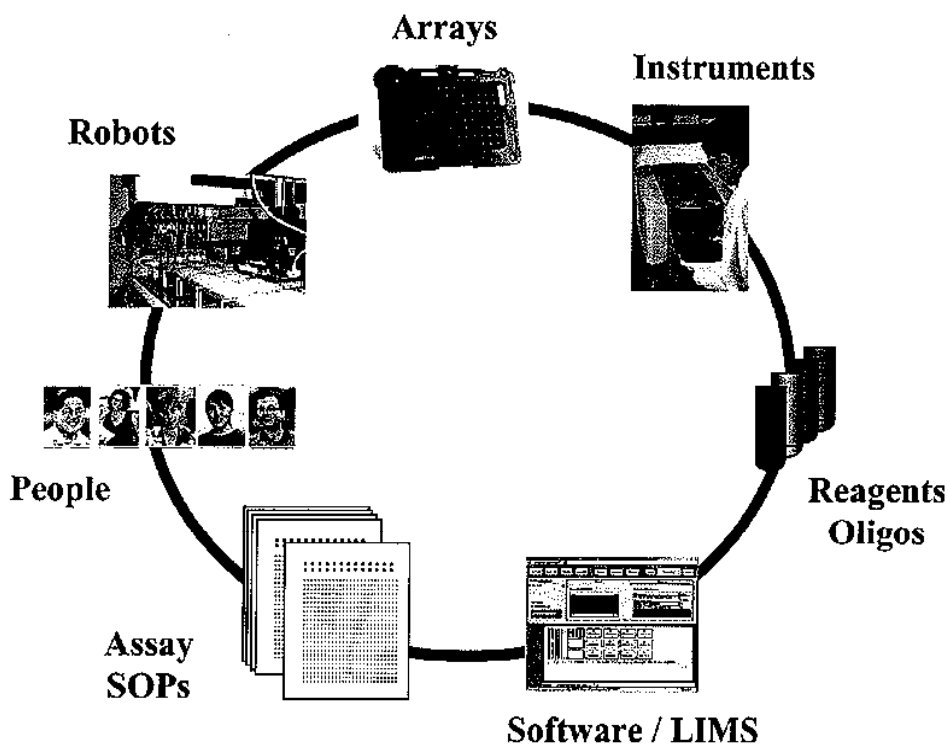 Arrays
Instruments
Robots
People
Reagents
Oligos
Assay
SOPs
Software / LIMS